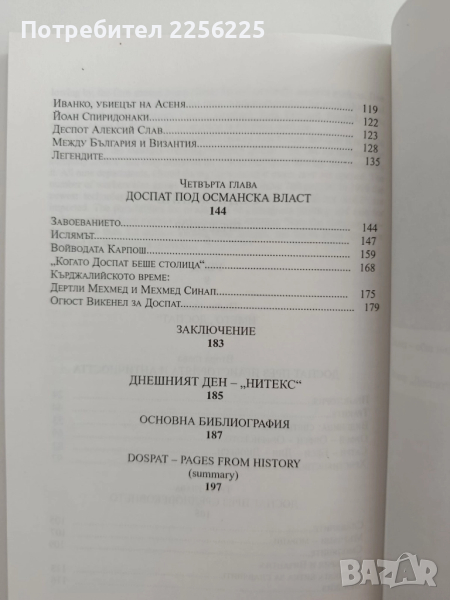 Потребител 2256225
Иванко, убиецът на Асеня 119
Йоан Спиридонаки 122
Деспот Алексий Слав 123
Между България и Византия 128
Легендите 135
Четвърта глава
ДОСПАТ ПОД ОСМАНСКА ВЛАСТ
144
Завоеванието 144
Ислямът 147
Войводата Карпош 159
„Когато Доспат беше столица“ 168
Кърджалийското време:
Дертли Мехмед и Мехмед Синап 175
Огюст Викенел за Доспат 179
ЗАКЛЮЧЕНИЕ
183
ДНЕШНИЯТ ДЕН – „НИТЕКС“
185
ОСНОВНА БИБЛИОГРАФИЯ
187
DOSPAT – PAGES FROM HISTORY
(summary)
197
bazar